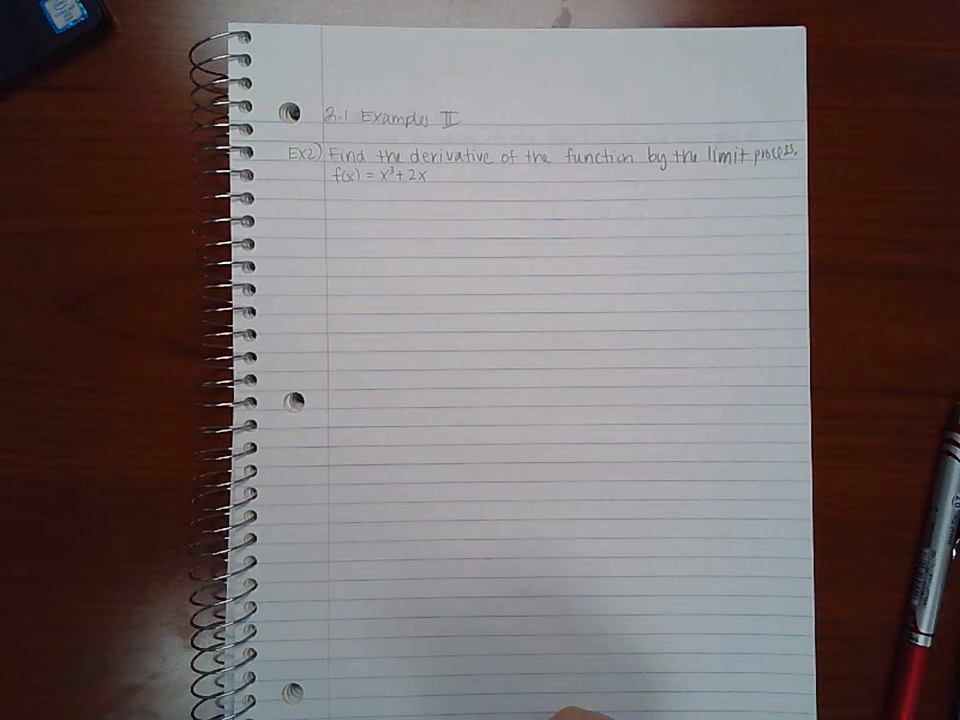 2.1 Examples II
Ex2) Find the derivative of the function by the limit process.
f(x) = x³ + 2x